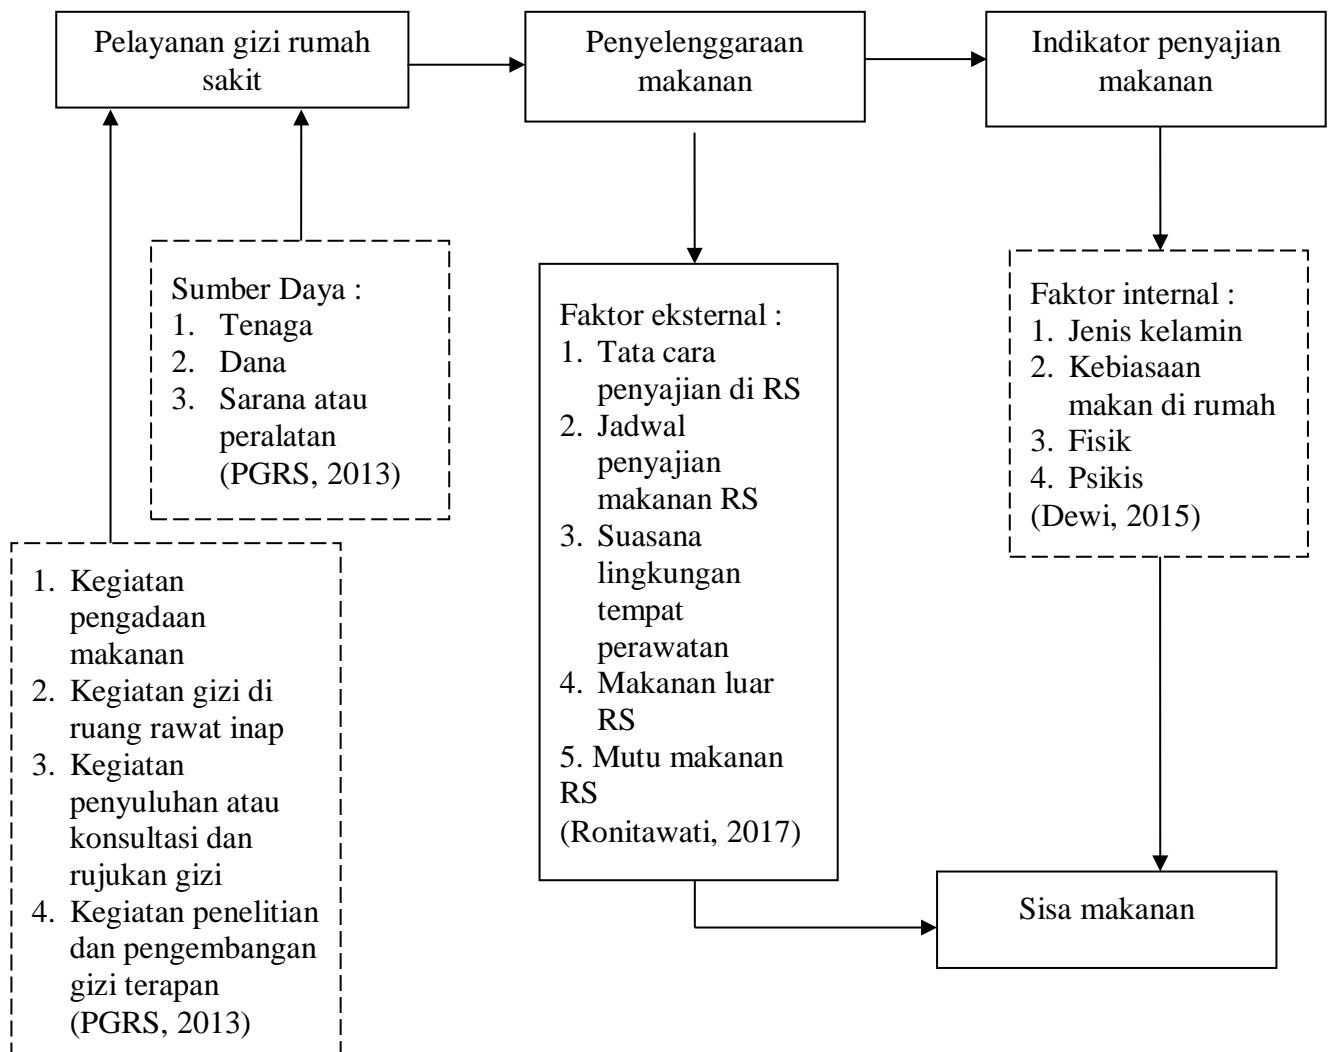 Pelayanan gizi rumah
sakit
Penyelenggaraan
makanan
Indikator penyajian
makanan
Sumber Daya :
1. Tenaga
2. Dana
3. Sarana atau
peralatan
(PGRS, 2013)
Faktor eksternal :
1. Tata cara
penyajian di RS
2. Jadwal
penyajian
makanan RS
3. Suasana
lingkungan
tempat
perawatan
4. Makanan luar
RS
5. Mutu makanan
RS
(Ronitawati, 2017)
Faktor internal :
1. Jenis kelamin
2. Kebiasaan
makan di rumah
3. Fisik
4. Psikis
(Dewi, 2015)
1. Kegiatan
pengadaan
makanan
2. Kegiatan gizi di
ruang rawat inap
3. Kegiatan
penyuluhan atau
konsultasi dan
rujukan gizi
4. Kegiatan penelitian
dan pengembangan
gizi terapan
(PGRS, 2013)
Sisa makanan